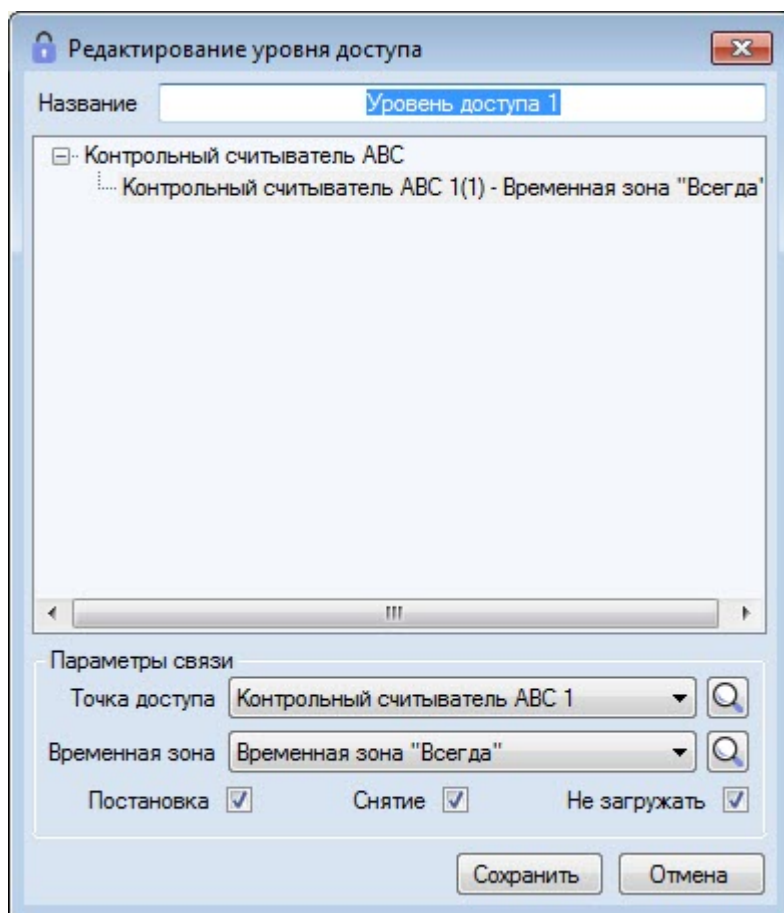 Редактирование уровня доступа
Название Уровень доступа 1
Контрольный считыватель ABC
Контрольный считыватель ABC 1(1) - Временная зона "Всегда"
Параметры связи
Точка доступа Контрольный считыватель ABC 1
Временная зона Временная зона "Всегда"
Постановка Снятие Не загружать
Сохранить Отмена